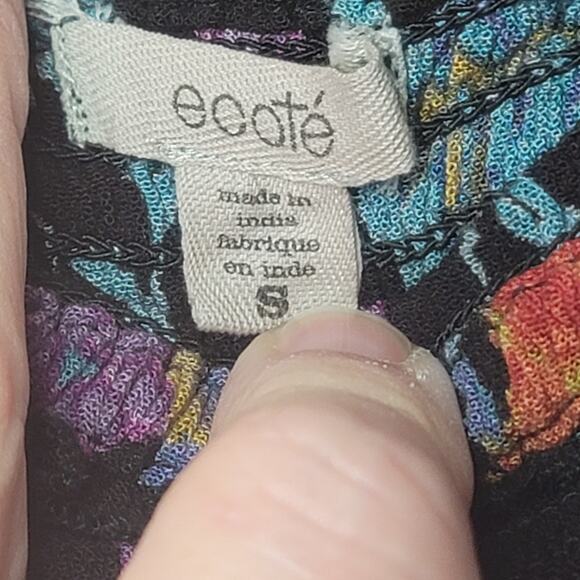 ecoté
made in
india
fabrique
en inde
S